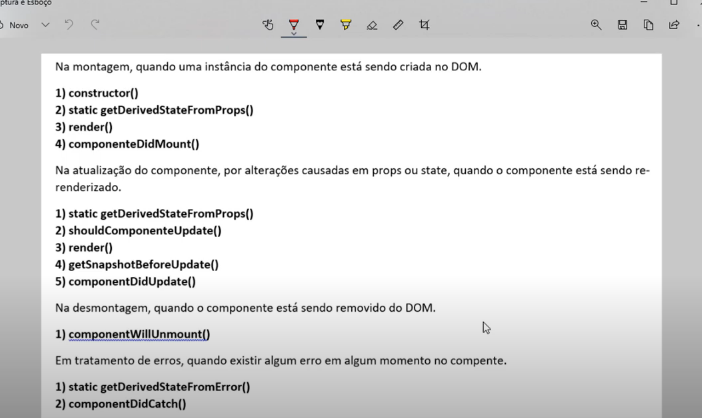 ptura e Esboço
Novo
Na montagem, quando uma instância do componente está sendo criada no DOM.
1) constructor()
2) static getDerivedStateFromProps()
3) render()
4) componenteDidMount()
Na atualização do componente, por alterações causadas em props ou state, quando o componente está sendo re-
renderizado.
1) static getDerivedStateFromProps()
2) shouldComponenteUpdate()
3) render()
4) getSnapshotBeforeUpdate()
5) componentDidUpdate()
Na desmontagem, quando o componente está sendo removido do DOM.
1) componentWillUnmount()
Em tratamento de erros, quando existir algum erro em algum momento no compente.
1) static getDerivedStateFromError()
2) componentDidCatch()